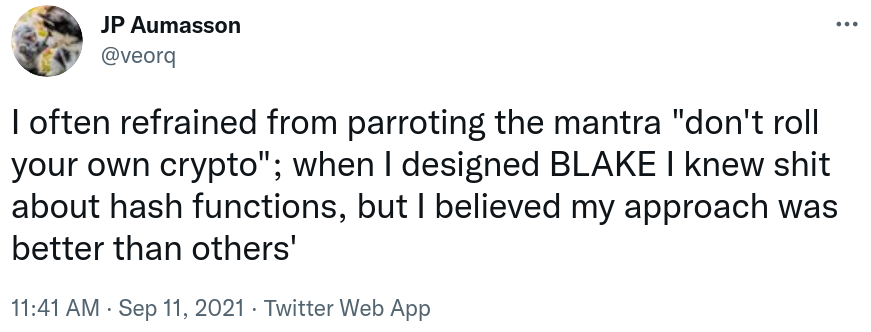 JP Aumasson
@veorq
I often refrained from parroting the mantra "don't roll
your own crypto"; when I designed BLAKE I knew shit
about hash functions, but I believed my approach was
better than others'
11:41 AM · Sep 11, 2021 · Twitter Web App